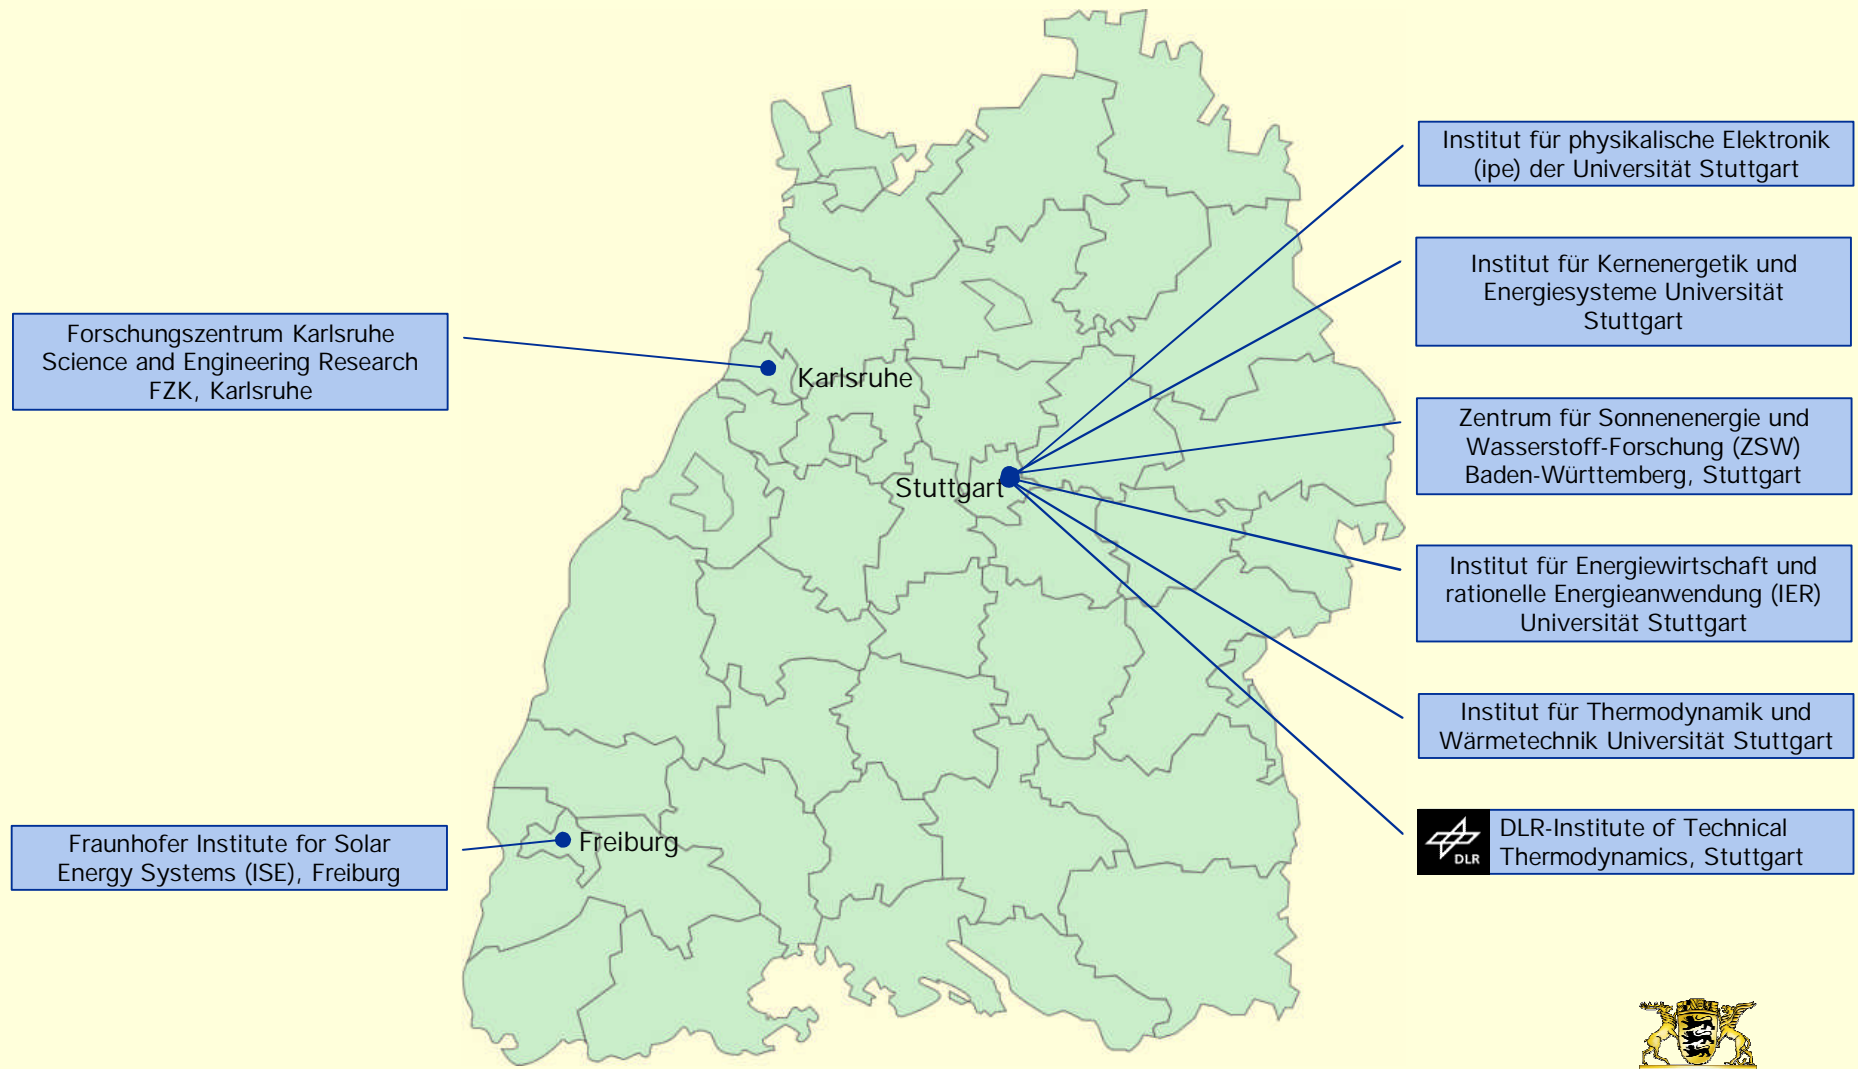 Institut für physikalische Elektronik
(ipe) der Universität Stuttgart
Institut für Kernenergetik und
Energiesysteme Universität
Stuttgart
Forschungszentrum Karlsruhe
Science and Engineering Research
FZK, Karlsruhe
Karlsruhe
Zentrum für Sonnenenergie und
Wasserstoff-Forschung (ZSW)
Baden-Württemberg, Stuttgart
Stuttgart
Institut für Energiewirtschaft und
rationelle Energieanwendung (IER)
Universität Stuttgart
Institut für Thermodynamik und
Wärmetechnik Universität Stuttgart
Fraunhofer Institute for Solar
Energy Systems (ISE), Freiburg
Freiburg
DLR
DLR-Institute of Technical
Thermodynamics, Stuttgart